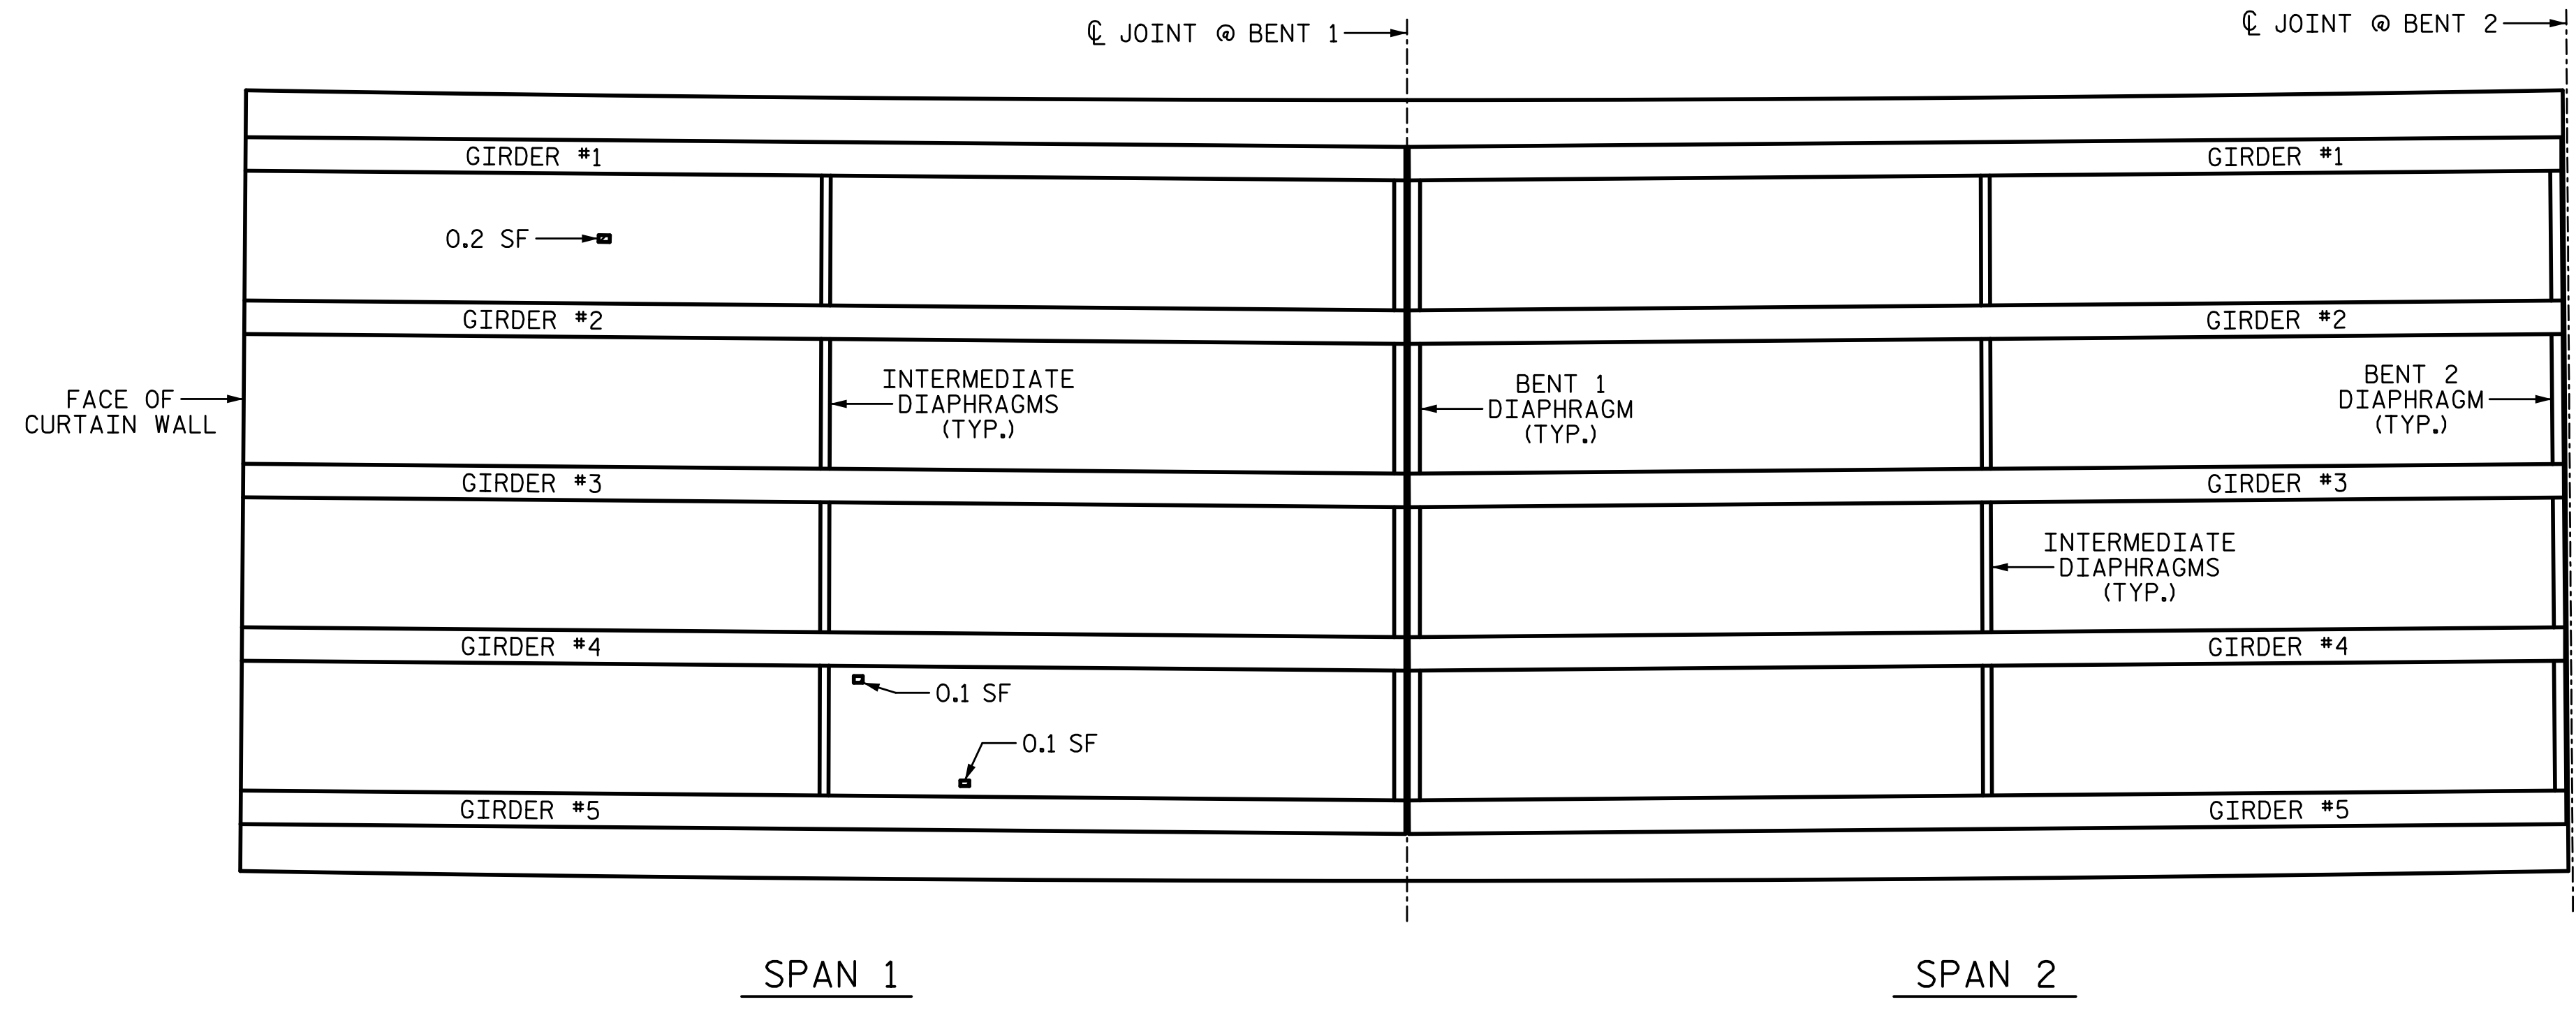 ℄ JOINT @ BENT 1
℄ JOINT @ BENT 2
GIRDER #1
GIRDER #1
0.2 SF
GIRDER #2
GIRDER #2
FACE OF
CURTAIN WALL
INTERMEDIATE
DIAPHRAGMS
(TYP.)
BENT 1
DIAPHRAGM
(TYP.)
BENT 2
DIAPHRAGM
(TYP.)
GIRDER #3
GIRDER #3
INTERMEDIATE
DIAPHRAGMS
(TYP.)
GIRDER #4
GIRDER #4
0.1 SF
0.1 SF
GIRDER #5
GIRDER #5
SPAN 1
SPAN 2